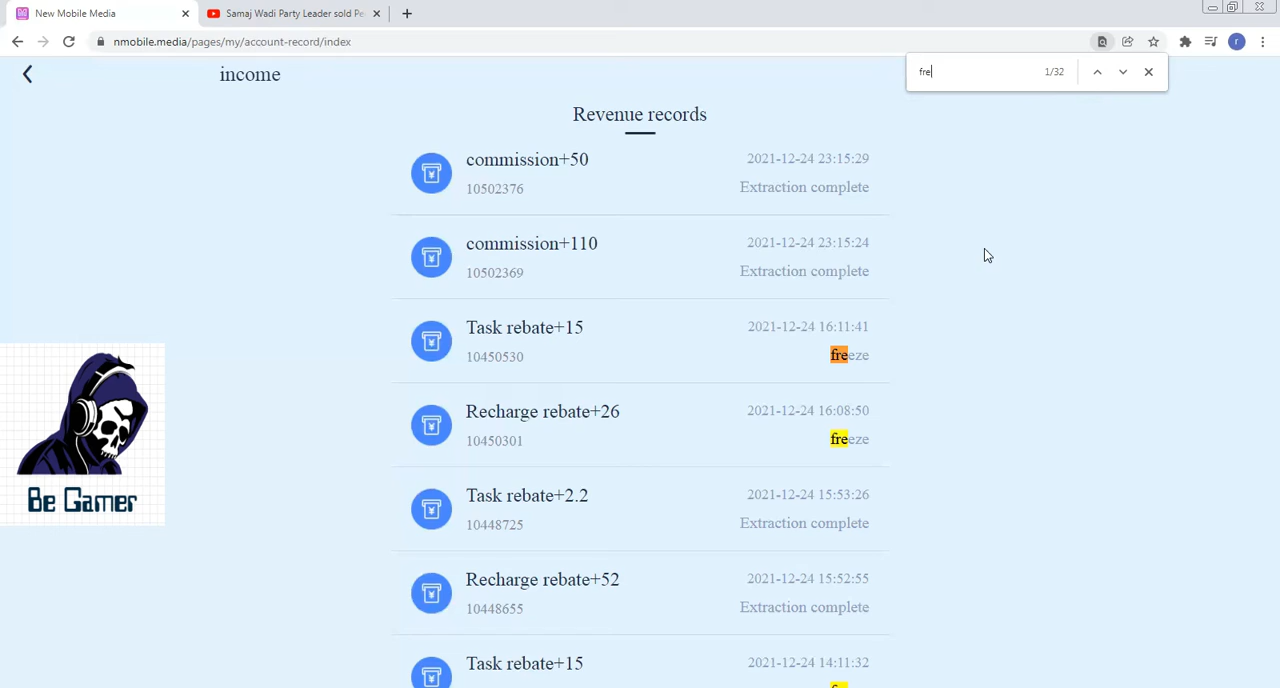 New Mobile Media
Samaj Wadi Party Leader sold Pe
nmobile.media/pages/my/account-record/index
r
fre
1/32
income
Revenue records
commission+50
2021-12-24 23:15:29
10502376
Extraction complete
commission+110
2021-12-24 23:15:24
10502369
Extraction complete
Task rebate+15
2021-12-24 16:11:41
10450530
freeze
Recharge rebate+26
2021-12-24 16:08:50
10450301
freeze
Task rebate+2.2
2021-12-24 15:53:26
10448725
Extraction complete
Recharge rebate+52
2021-12-24 15:52:55
10448655
Extraction complete
Task rebate+15
2021-12-24 14:11:32
Be Gamer